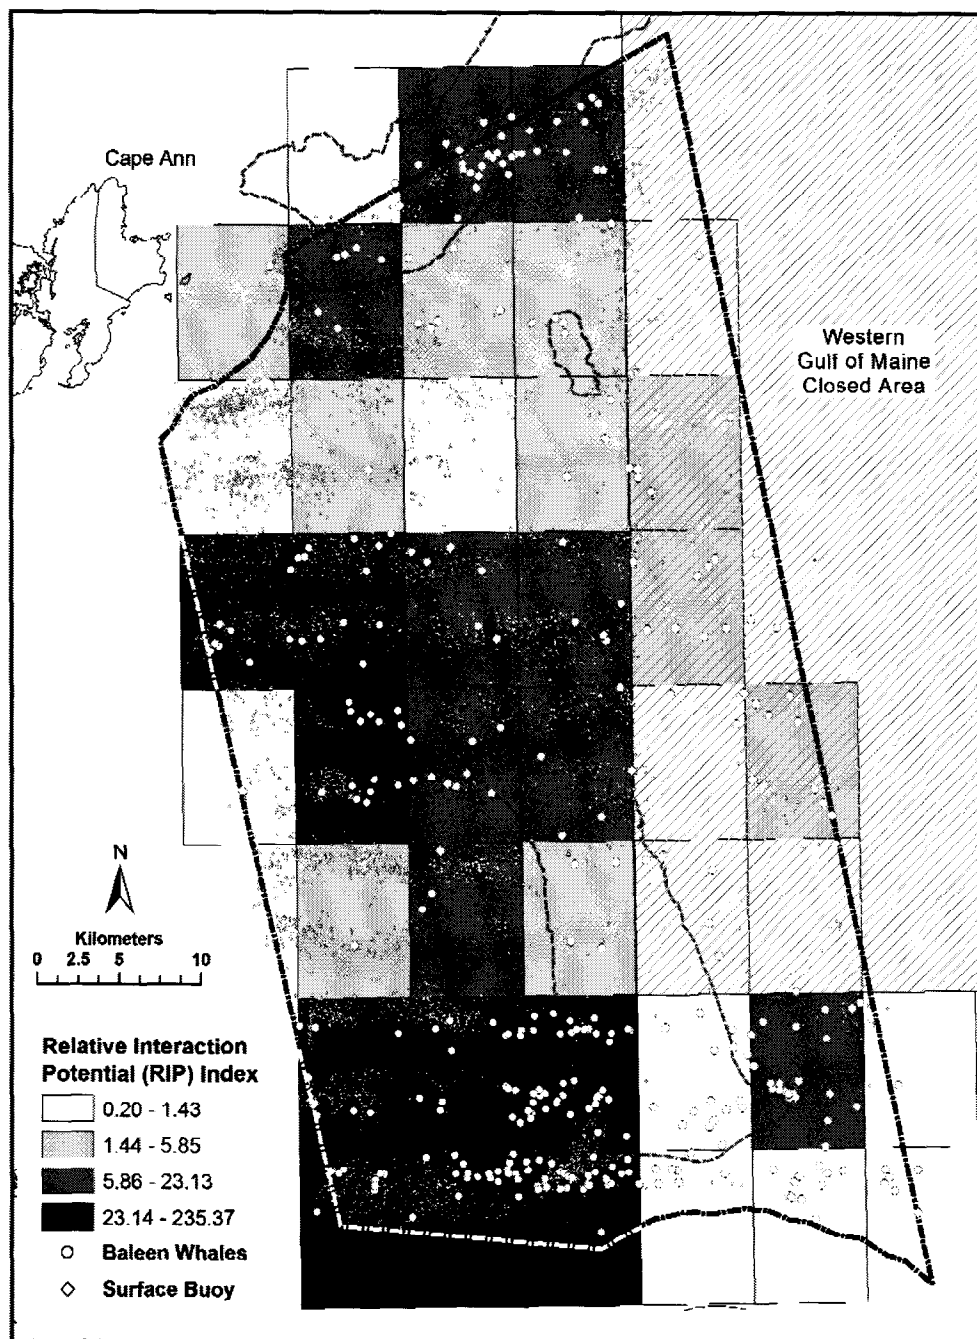 Cape Ann
Western
Gulf of Maine
Closed Area
N
Kilometers
0 2.5 5 10
Relative Interaction
Potential (RIP) Index
0.20 - 1.43
1.44 - 5.85
5.86 - 23.13
23.14 - 235.37
Baleen Whales
Surface Buoy